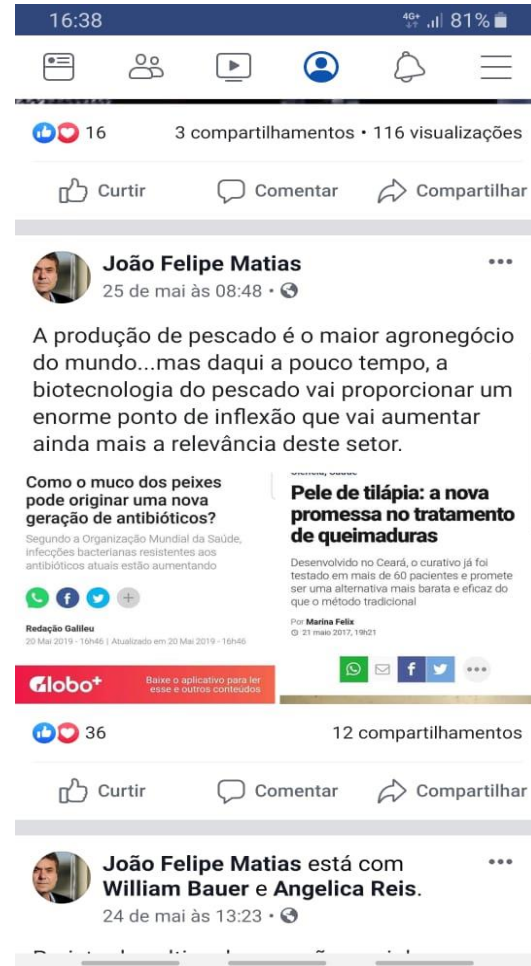 16:38
4G+
81%
16
3 compartilhamentos • 116 visualizações
Curtir
Comentar
Compartilhar
João Felipe Matias
25 de mai às 08:48 •
A produção de pescado é o maior agronegócio
do mundo...mas daqui a pouco tempo, a
biotecnologia do pescado vai proporcionar um
enorme ponto de inflexão que vai aumentar
ainda mais a relevância deste setor.
Como o muco dos peixes
pode originar uma nova
geração de antibióticos?
Segundo a Organização Mundial da Saúde,
infecções bacterianas resistentes aos
antibióticos atuais estão aumentando
Redação Galileu
20 Mai 2019 - 16h46 | Atualizado em 20 Mai 2019 - 16h46
Globo+
Baixe o aplicativo para ler
esse e outros conteúdos
Pele de tilápia: a nova
promessa no tratamento
de queimaduras
Desenvolvido no Ceará, o curativo já foi
testado em mais de 60 pacientes e promete
ser uma alternativa mais barata e eficaz do
que o método tradicional
Por Marina Felix
21 maio 2017, 19h21
36
12 compartilhamentos
Curtir
Comentar
Compartilhar
João Felipe Matias está com
William Bauer e Angelica Reis.
24 de mai às 13:23 •